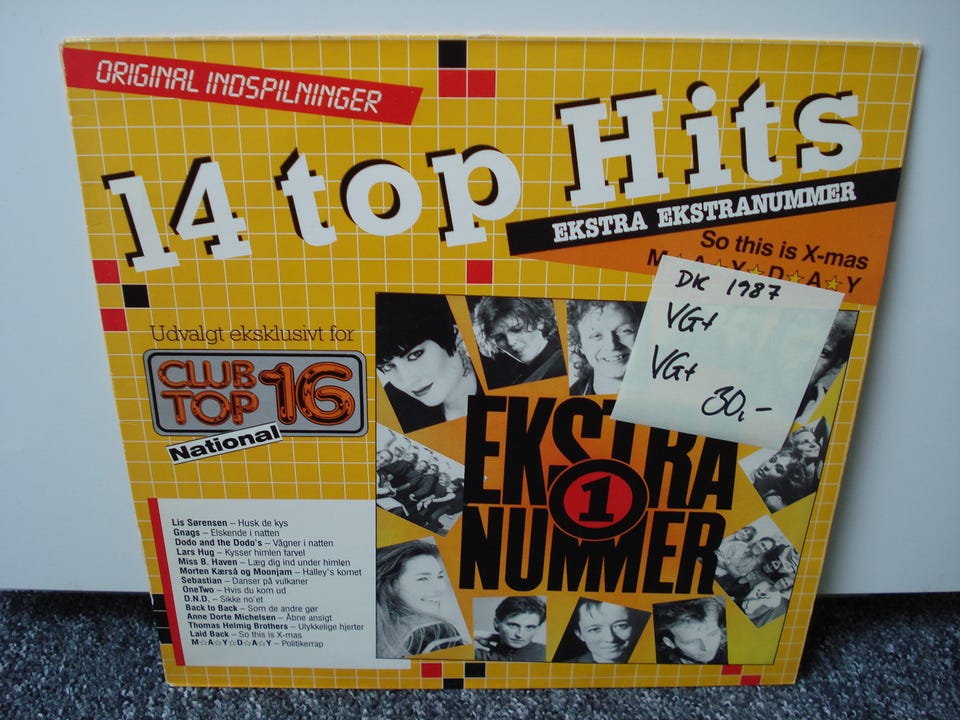 ORIGINAL INDSPILNINGER
14 top Hits
EKSTRA EKSTRANUMMER
So this is X-mas
M☆A☆Y☆D☆A☆Y
DK 1987
VG+
VG+
30,-
Udvalgt eksklusivt for
CLUB TOP 16
National
EKSTRA
1
NUMMER
Lis Sørensen – Husk de kys
Gnags – Elskende i natten
Dodo and the Dodo's – Vågner i natten
Lars Hug – Kysser himlen farvel
Miss B. Haven – Læg dig ind under himlen
Morten Kærså og Moonjam – Halley's komet
Sebastian – Danser på vulkaner
OneTwo – Hvis du kom ud
D.N.D. – Sikke no'et
Back to Back – Som de andre gør
Anne Dorte Michelsen – Åbne ansigt
Thomas Helmig Brothers – Ulykkelige hjerter
Laid Back – So this is X-mas
M☆A☆Y☆D☆A☆Y – Politikerrap